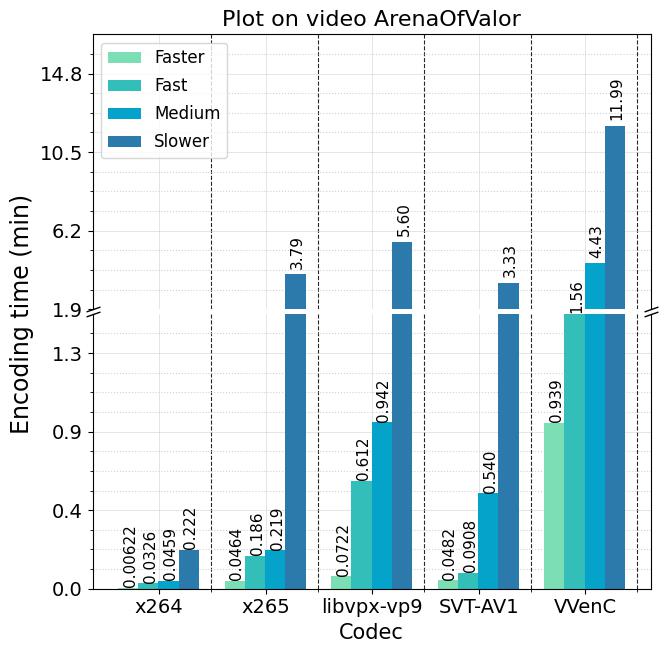 Plot on video ArenaOfValor
Faster
Fast
Medium
Slower
Encoding time (min)
14.8
10.5
6.2
1.9
1.3
0.9
0.4
0.0
0.00622
0.0326
0.0459
0.222
0.0464
0.186
0.219
3.79
0.0722
0.612
0.942
5.60
0.0482
0.0908
0.540
3.33
0.939
1.56
4.43
11.99
x264
x265
libvpx-vp9
SVT-AV1
VVenC
Codec